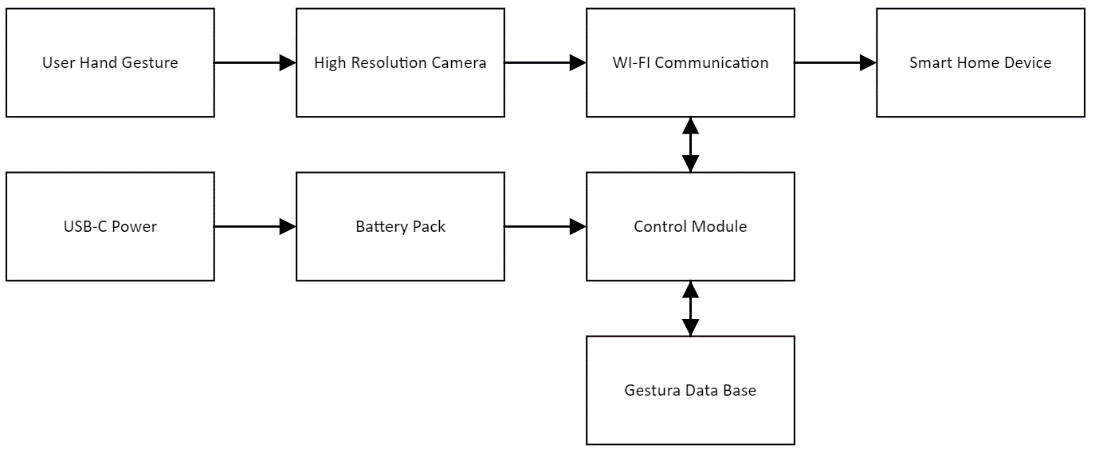 User Hand Gesture
High Resolution Camera
WI-FI Communication
Smart Home Device
USB-C Power
Battery Pack
Control Module
Gestura Data Base